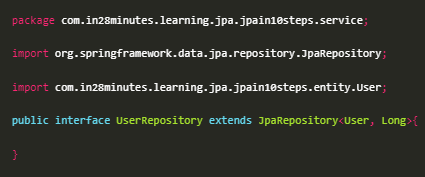 package com.in28minutes.learning.jpa.jpain10steps.service;
import org.springframework.data.jpa.repository.JpaRepository;
import com.in28minutes.learning.jpa.jpain10steps.entity.User;
public interface UserRepository extends JpaRepository<User, Long>{
}